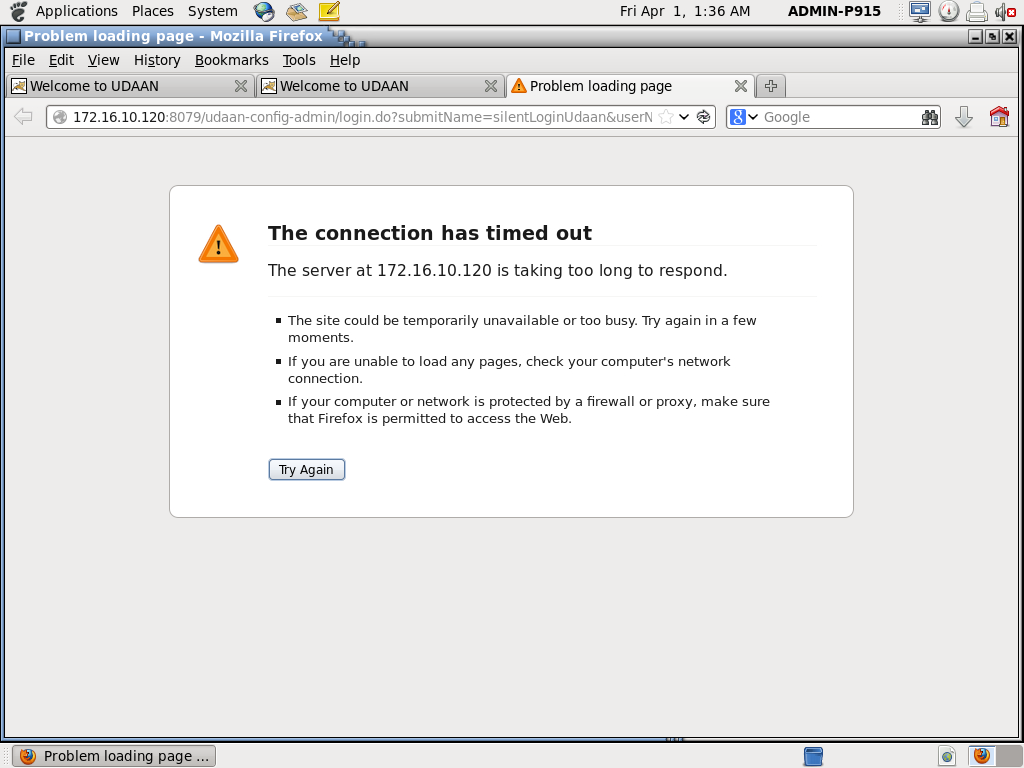 Applications Places System Fri Apr 1, 1:36 AM ADMIN-P915
Problem loading page - Mozilla Firefox
File Edit View History Bookmarks Tools Help
Welcome to UDAAN Welcome to UDAAN Problem loading page
172.16.10.120:8079/udaan-config-admin/login.do?submitName=silentLoginUdaan&userN Google
The connection has timed out
The server at 172.16.10.120 is taking too long to respond.
The site could be temporarily unavailable or too busy. Try again in a few
moments.
If you are unable to load any pages, check your computer's network
connection.
If your computer or network is protected by a firewall or proxy, make sure
that Firefox is permitted to access the Web.
Try Again
Problem loading page ...